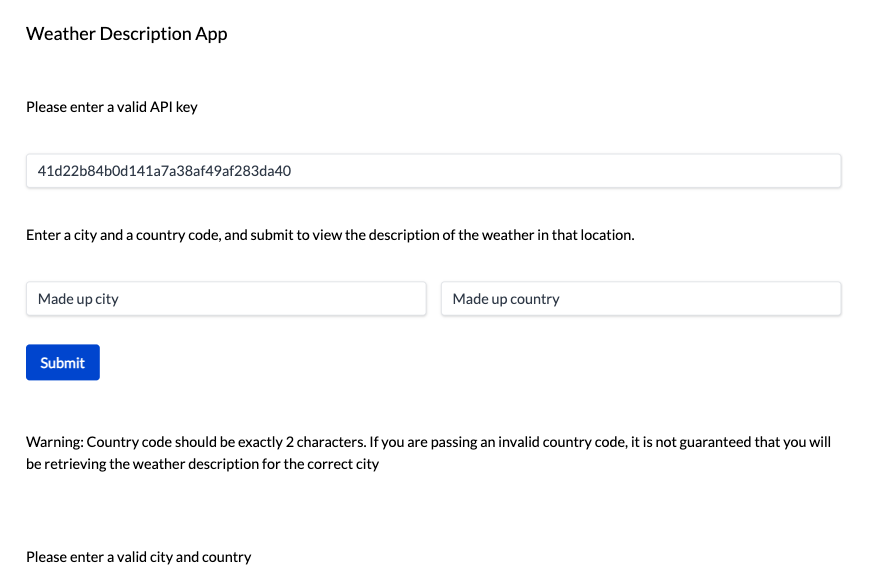 Weather Description App
Please enter a valid API key
41d22b84b0d141a7a38af49af283da40
Enter a city and a country code, and submit to view the description of the weather in that location.
Made up city
Made up country
Submit
Warning: Country code should be exactly 2 characters. If you are passing an invalid country code, it is not guaranteed that you will
be retrieving the weather description for the correct city
Please enter a valid city and country